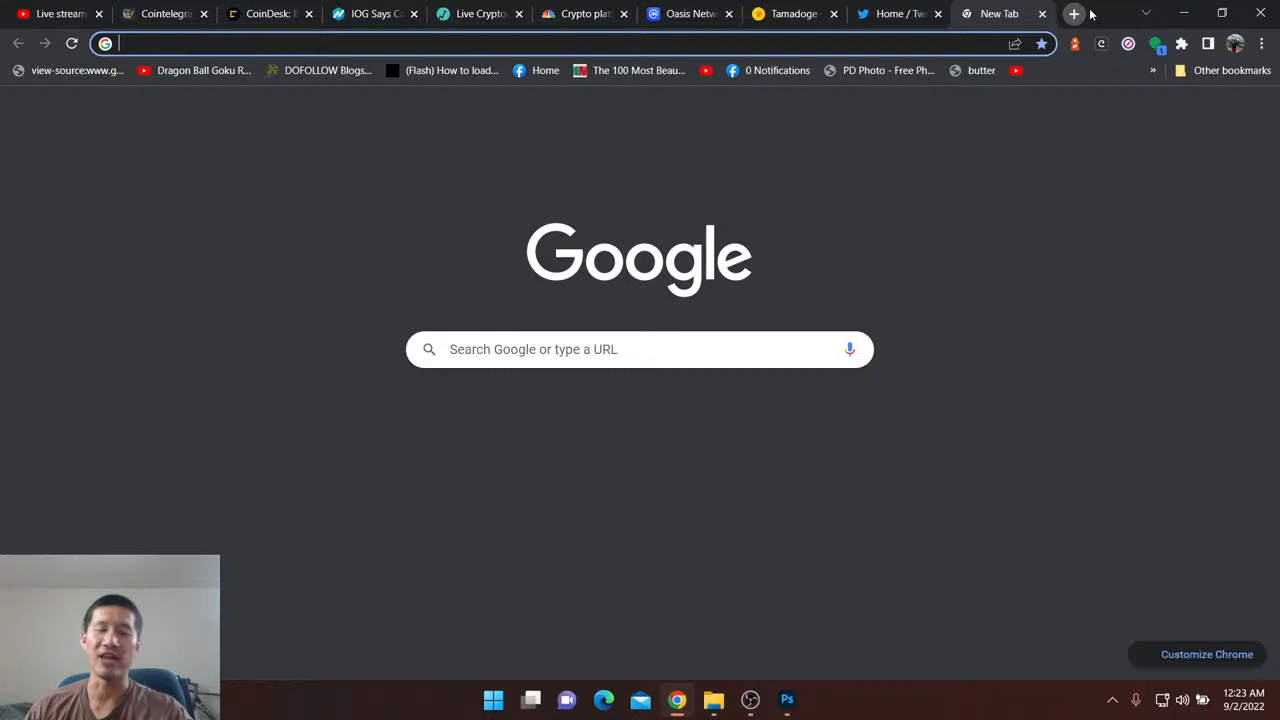 Live stream
Cointelegra
CoinDesk: B
IOG Says Ca
Live Crypto
Crypto plat
Oasis Netw
Tamadoge
Home / Tw
New Tab
view-source:www.g...
Dragon Ball Goku R...
DOFOLLOW Blogs...
(Flash) How to load...
Home
The 100 Most Beau...
0 Notifications
PD Photo - Free Ph...
butter
»
Other bookmarks
Google
Search Google or type a URL
Customize Chrome
12:23 AM
9/2/2022